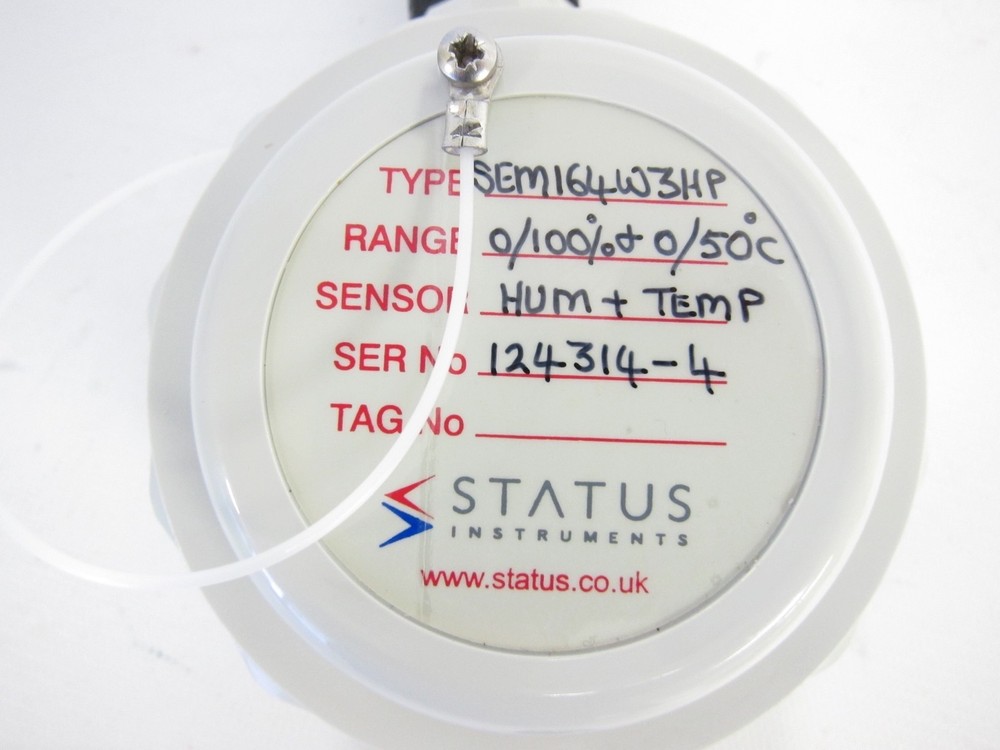 TYPE SEM164W3HP
RANGE 0/100% + 0/50°C
SENSOR HUM + TEMP
SER No 124314-4
TAG No
STATUS
INSTRUMENTS
www.status.co.uk